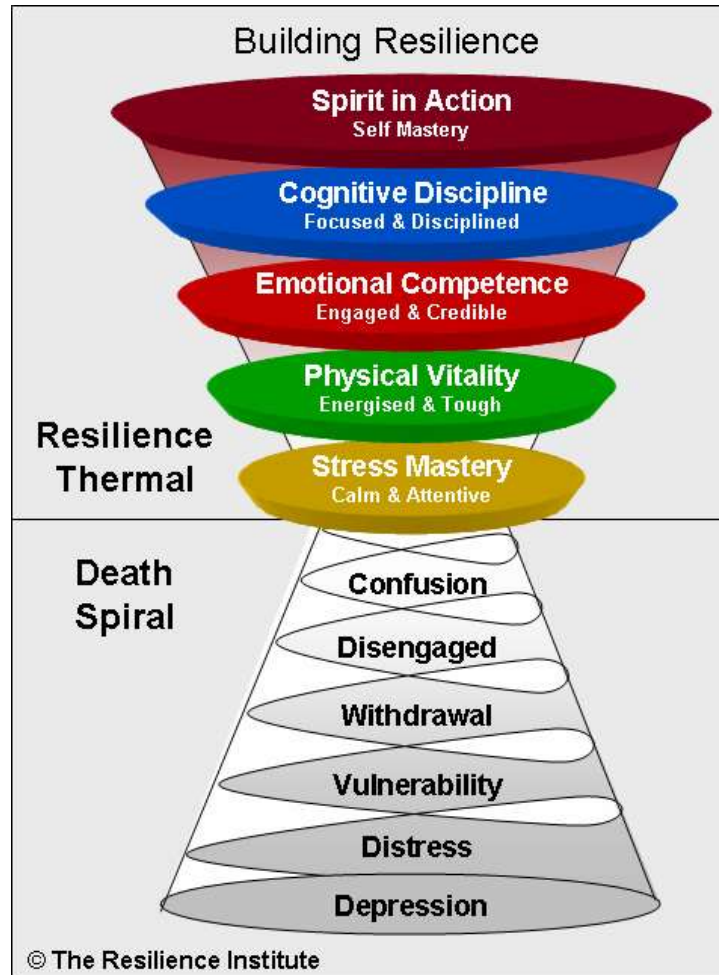 Building Resilience
Spirit in Action
Self Mastery
Cognitive Discipline
Focused & Disciplined
Emotional Competence
Engaged & Credible
Physical Vitality
Energised & Tough
Resilience
Thermal
Stress Mastery
Calm & Attentive
Death
Spiral
Confusion
Disengaged
Withdrawal
Vulnerability
Distress
Depression
© The Resilience Institute